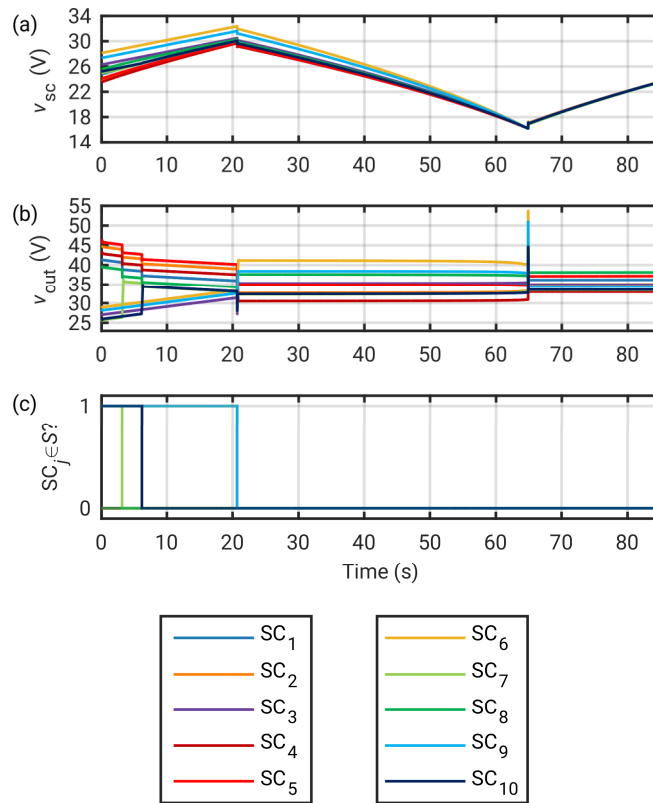 (a)
v_sc (V)
34
30
26
22
18
14
0 10 20 30 40 50 60 70 80
(b)
v_out (V)
55
50
45
40
35
30
25
0 10 20 30 40 50 60 70 80
(c)
SC_j∈S?
1
0
0 10 20 30 40 50 60 70 80
Time (s)
SC_1 SC_6
SC_2 SC_7
SC_3 SC_8
SC_4 SC_9
SC_5 SC_10